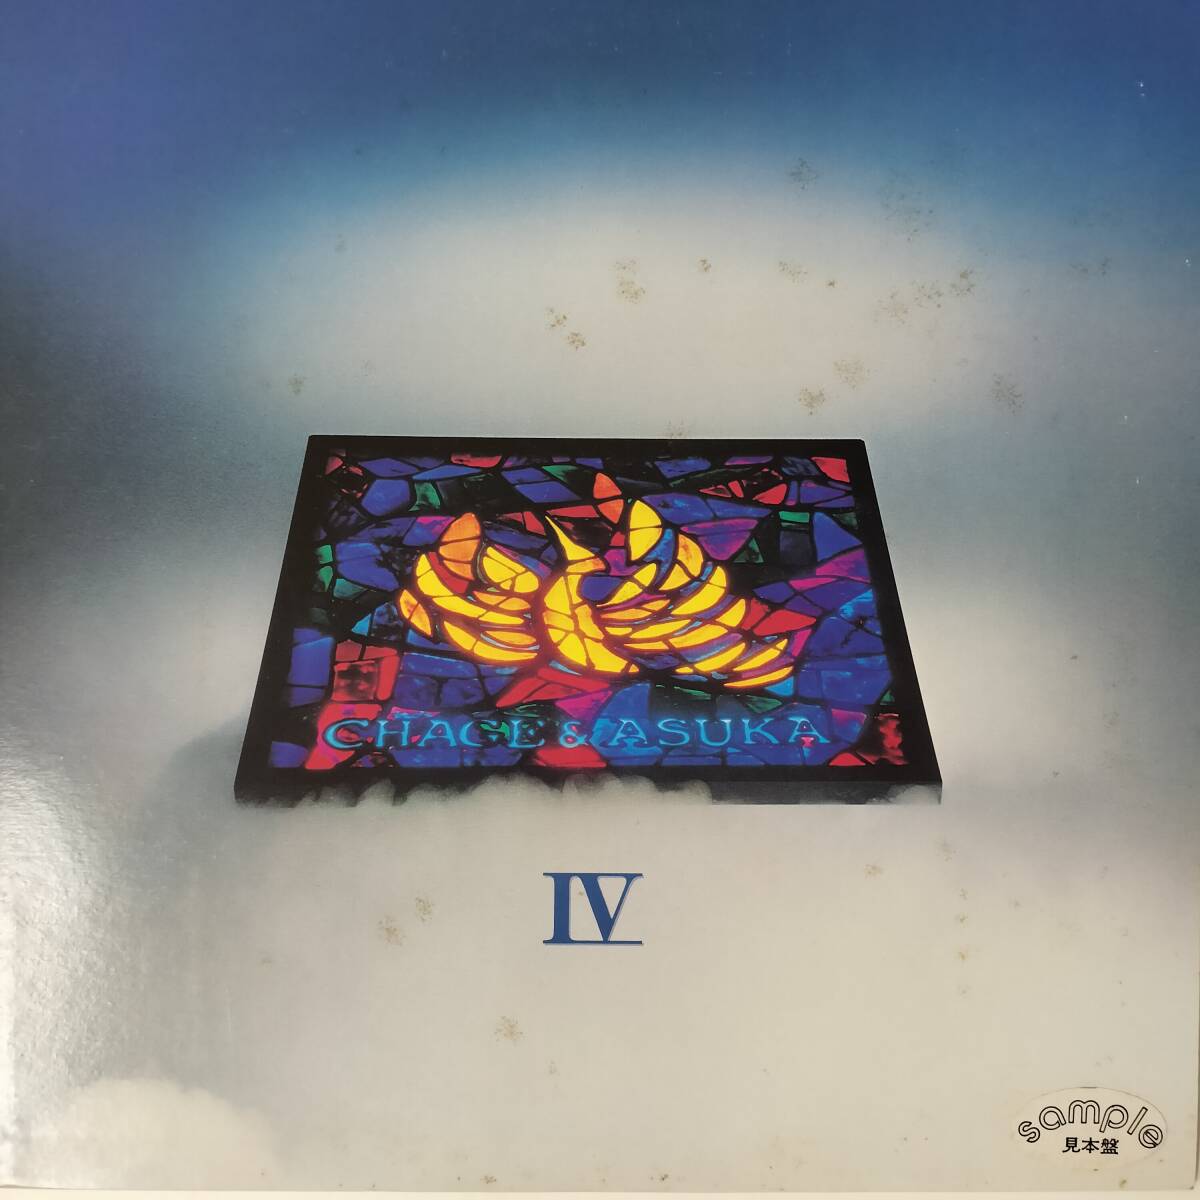 CHAGE & ASUKA
IV
sample
見本盤